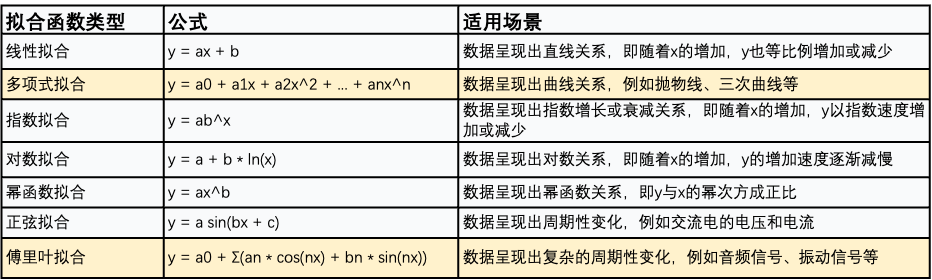 拟合函数类型 公式 适用场景
线性拟合 y = ax + b 数据呈现出直线关系，即随着x的增加，y也等比例增加或减少
多项式拟合 y = a0 + a1x + a2x^2 + ... + anx^n 数据呈现出曲线关系，例如抛物线、三次曲线等
指数拟合 y = ab^x 数据呈现出指数增长或衰减关系，即随着x的增加，y以指数速度增
加或减少
对数拟合 y = a + b * ln(x) 数据呈现出对数关系，即随着x的增加，y的增加速度逐渐减慢
幂函数拟合 y = ax^b 数据呈现出幂函数关系，即y与x的幂次方成正比
正弦拟合 y = a sin(bx + c) 数据呈现出周期性变化，例如交流电的电压和电流
傅里叶拟合 y = a0 + Σ(an * cos(nx) + bn * sin(nx)) 数据呈现出复杂的周期性变化，例如音频信号、振动信号等